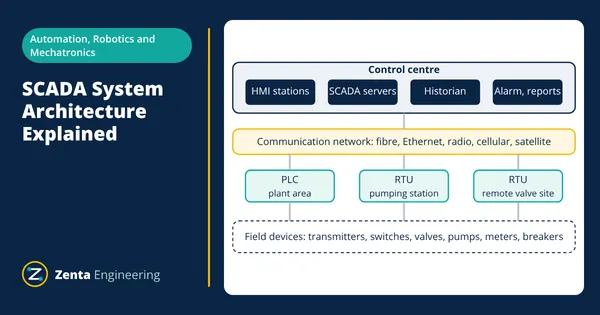 Automation, Robotics and
Mechatronics
SCADA System
Architecture
Explained
Zenta Engineering
Control centre
HMI stations
SCADA servers
Historian
Alarm, reports
Communication network: fibre, Ethernet, radio, cellular, satellite
PLC
plant area
RTU
pumping station
RTU
remote valve site
Field devices: transmitters, switches, valves, pumps, meters, breakers